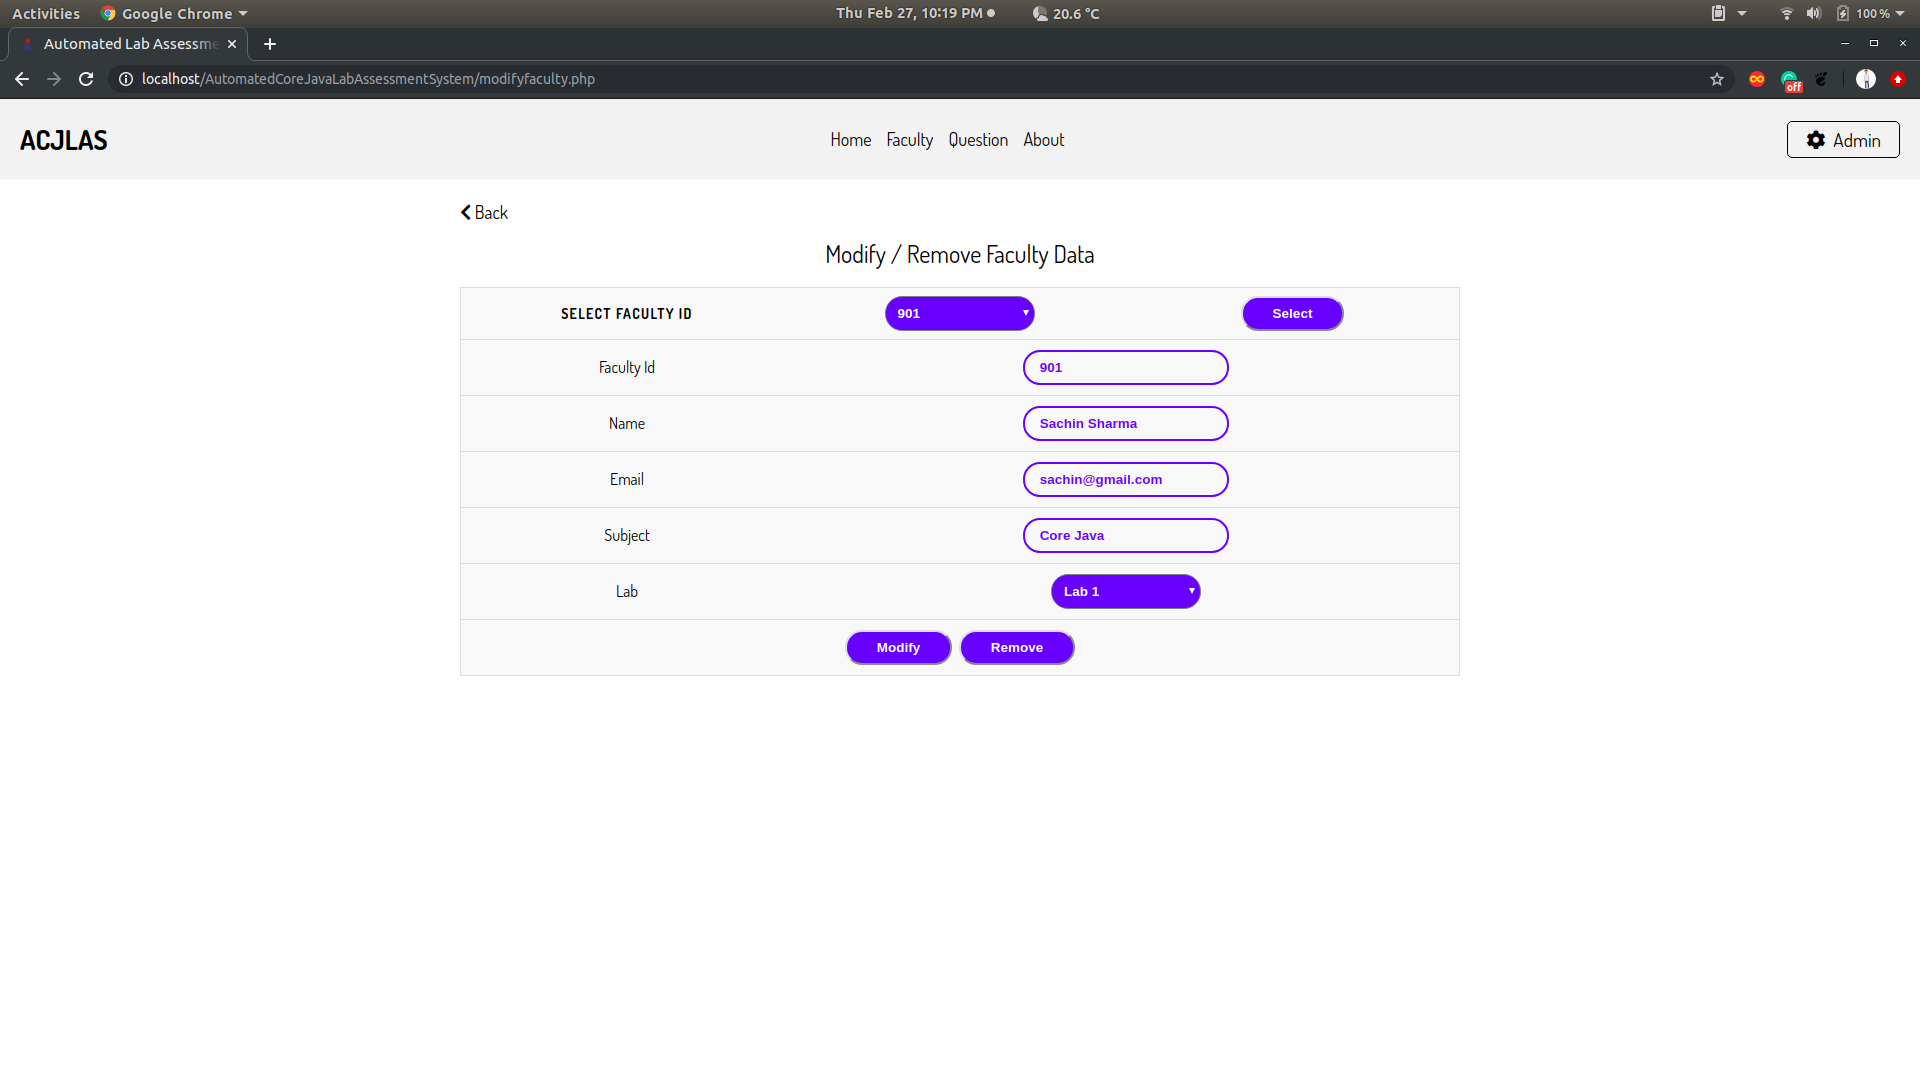 Activities Google Chrome Thu Feb 27, 10:19 PM 20.6 °C 100 %
Automated Lab Assessme
localhost/AutomatedCoreJavaLabAssessmentSystem/modifyfaculty.php off
ACJLAS Home Faculty Question About Admin
Back
Modify / Remove Faculty Data
SELECT FACULTY ID 901 Select
Faculty Id 901
Name Sachin Sharma
Email sachin@gmail.com
Subject Core Java
Lab Lab 1
Modify Remove